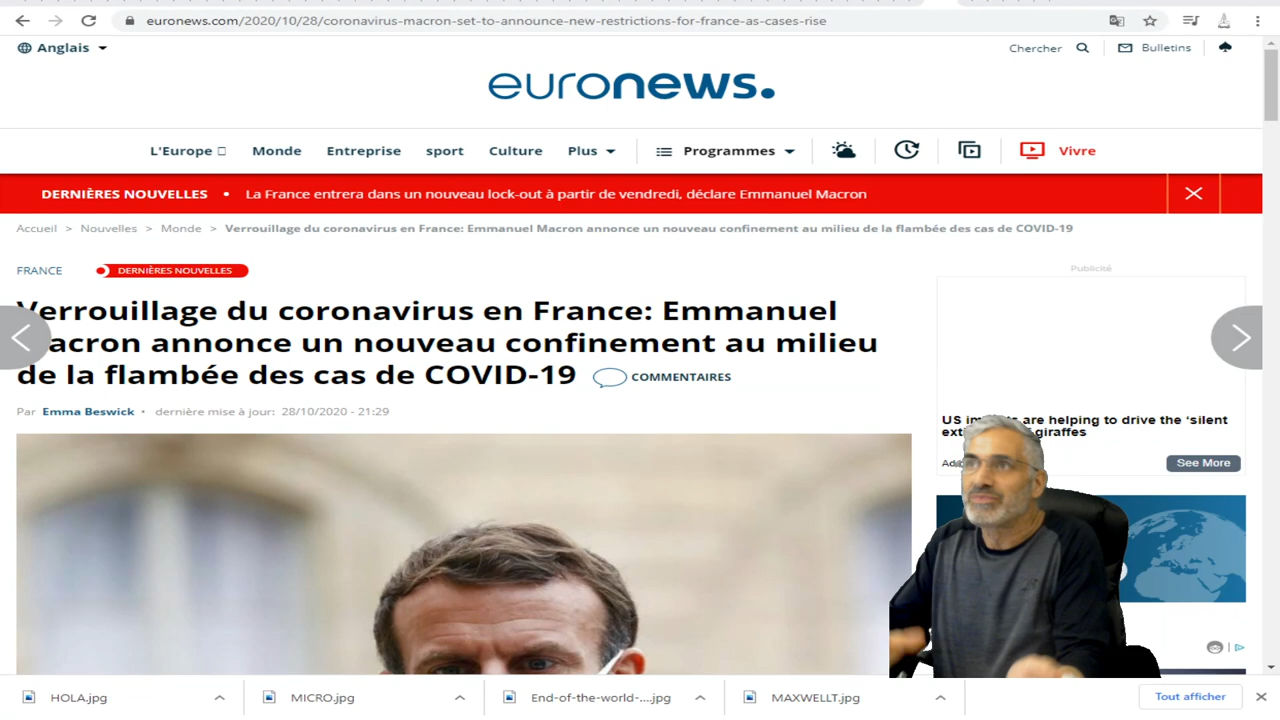 euronews.com/2020/10/28/coronavirus-macron-set-to-announce-new-restrictions-for-france-as-cases-rise
Anglais
Chercher
Bulletins
euronews.
L'Europe
Monde
Entreprise
sport
Culture
Plus
Programmes
Vivre
DERNIÈRES NOUVELLES • La France entrera dans un nouveau lock-out à partir de vendredi, déclare Emmanuel Macron
Accueil > Nouvelles > Monde > Verrouillage du coronavirus en France: Emmanuel Macron annonce un nouveau confinement au milieu de la flambée des cas de COVID-19
FRANCE
DERNIÈRES NOUVELLES
Publicité
Verrouillage du coronavirus en France: Emmanuel
Macron annonce un nouveau confinement au milieu
de la flambée des cas de COVID-19
COMMENTAIRES
Par Emma Beswick • dernière mise à jour: 28/10/2020 - 21:29
US are helping to drive the ‘silent
giraffes
See More
HOLA.jpg
MICRO.jpg
End-of-the-world-....jpg
MAXWELLT.jpg
Tout afficher